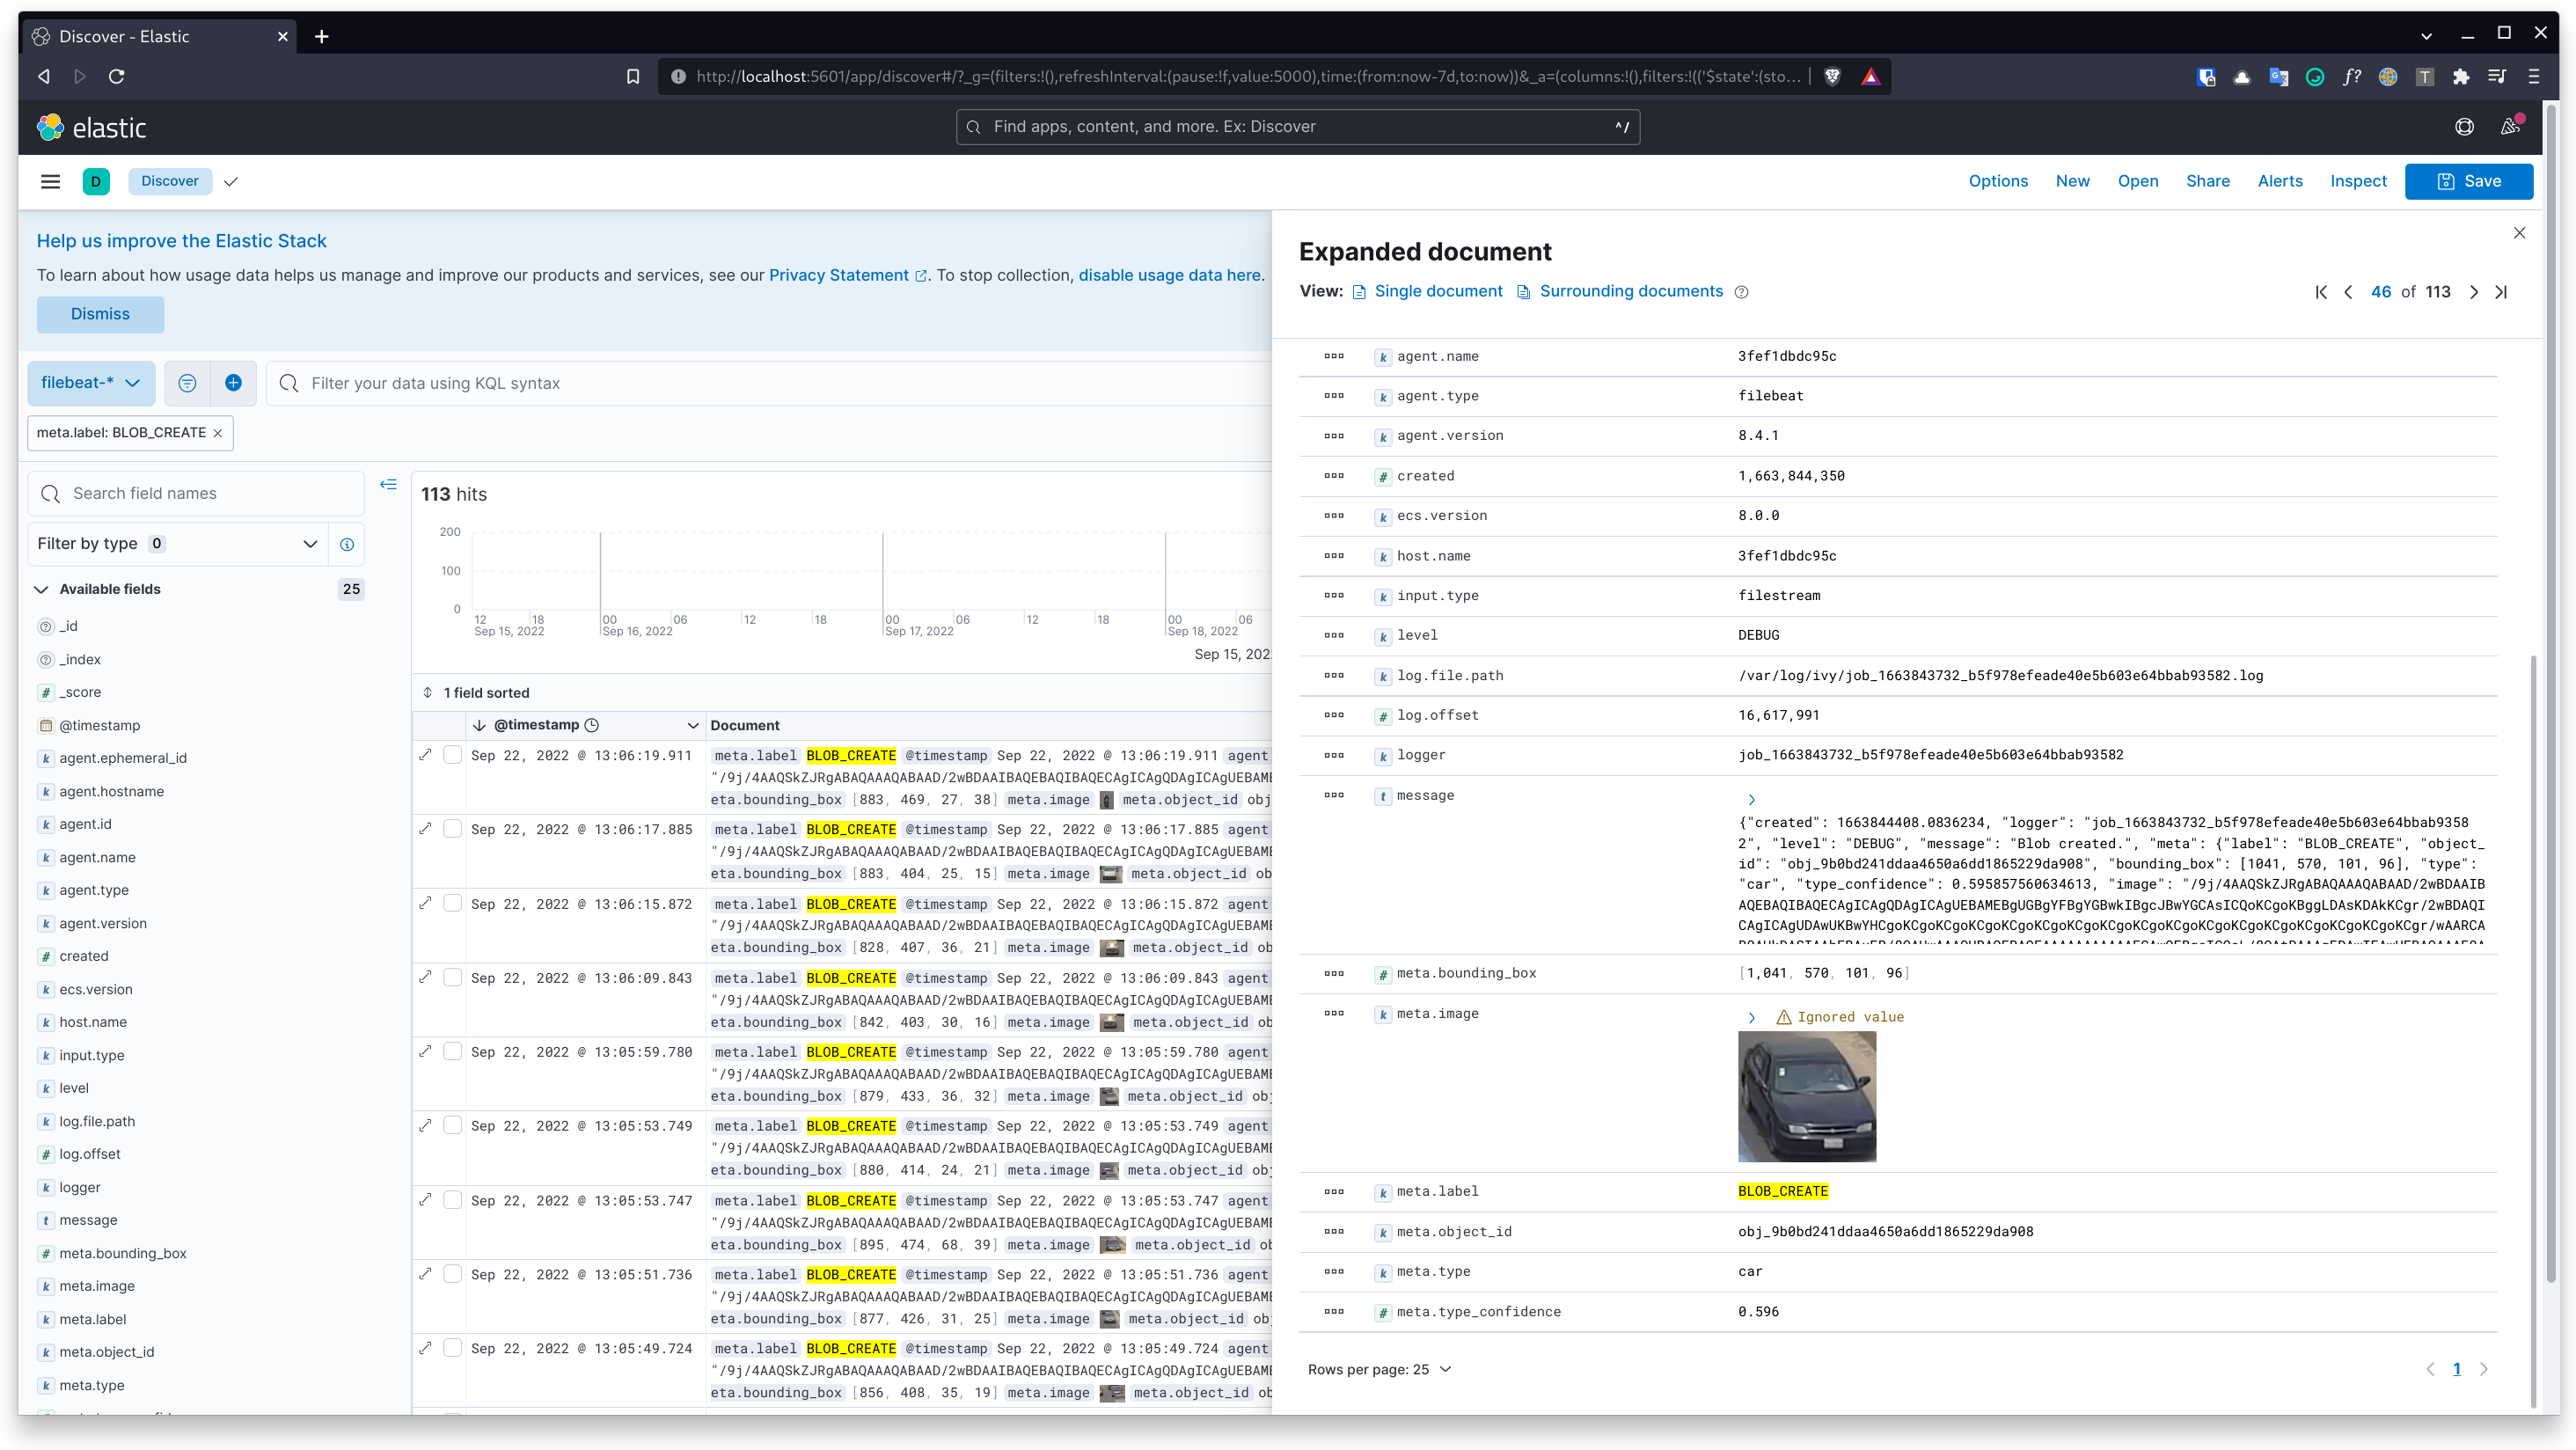 Discover - Elastic
http://localhost:5601/app/discover#/?_g=(filters:!(),refreshInterval:(pause:!f,value:5000),time:(from:now-7d,to:now))&_a=(columns:!(),filters:!(('$state':(sto...
elastic
Find apps, content, and more. Ex: Discover
^/
D
Discover
Options
New
Open
Share
Alerts
Inspect
Save
Help us improve the Elastic Stack
To learn about how usage data helps us manage and improve our products and services, see our Privacy Statement. To stop collection, disable usage data here.
Dismiss
filebeat-*
Filter your data using KQL syntax
meta.label: BLOB_CREATE
Search field names
Filter by type 0
Available fields 25
_id
_index
_score
@timestamp
agent.ephemeral_id
agent.hostname
agent.id
agent.name
agent.type
agent.version
created
ecs.version
host.name
input.type
level
log.file.path
log.offset
logger
message
meta.bounding_box
meta.image
meta.label
meta.object_id
meta.type
113 hits
200
100
0
12 18 00 06 12 18 00 06 12 18 00 06
Sep 15, 2022 Sep 16, 2022 Sep 17, 2022 Sep 18, 2022
Sep 15, 202
1 field sorted
@timestamp Document
Sep 22, 2022 @ 13:06:19.911 meta.label BLOB_CREATE @timestamp Sep 22, 2022 @ 13:06:19.911 agent
"/9j/4AAQSkZJRgABAQAAAQABAAD/2wBDAAIBAQEBAQIBAQECAgICAgQDAgICAgUEBAME
eta.bounding_box [883, 469, 27, 38] meta.image meta.object_id obj
Sep 22, 2022 @ 13:06:17.885 meta.label BLOB_CREATE @timestamp Sep 22, 2022 @ 13:06:17.885 agent
"/9j/4AAQSkZJRgABAQAAAQABAAD/2wBDAAIBAQEBAQIBAQECAgICAgQDAgICAgUEBAME
eta.bounding_box [883, 404, 25, 15] meta.image meta.object_id ob
Sep 22, 2022 @ 13:06:15.872 meta.label BLOB_CREATE @timestamp Sep 22, 2022 @ 13:06:15.872 agent
"/9j/4AAQSkZJRgABAQAAAQABAAD/2wBDAAIBAQEBAQIBAQECAgICAgQDAgICAgUEBAME
eta.bounding_box [828, 407, 36, 21] meta.image meta.object_id ob
Sep 22, 2022 @ 13:06:09.843 meta.label BLOB_CREATE @timestamp Sep 22, 2022 @ 13:06:09.843 agent
"/9j/4AAQSkZJRgABAQAAAQABAAD/2wBDAAIBAQEBAQIBAQECAgICAgQDAgICAgUEBAME
eta.bounding_box [842, 403, 30, 16] meta.image meta.object_id ob
Sep 22, 2022 @ 13:05:59.780 meta.label BLOB_CREATE @timestamp Sep 22, 2022 @ 13:05:59.780 agent
"/9j/4AAQSkZJRgABAQAAAQABAAD/2wBDAAIBAQEBAQIBAQECAgICAgQDAgICAgUEBAME
eta.bounding_box [879, 433, 36, 32] meta.image meta.object_id obj
Sep 22, 2022 @ 13:05:53.749 meta.label BLOB_CREATE @timestamp Sep 22, 2022 @ 13:05:53.749 agent
"/9j/4AAQSkZJRgABAQAAAQABAAD/2wBDAAIBAQEBAQIBAQECAgICAgQDAgICAgUEBAME
eta.bounding_box [880, 414, 24, 21] meta.image meta.object_id obj
Sep 22, 2022 @ 13:05:53.747 meta.label BLOB_CREATE @timestamp Sep 22, 2022 @ 13:05:53.747 agent
"/9j/4AAQSkZJRgABAQAAAQABAAD/2wBDAAIBAQEBAQIBAQECAgICAgQDAgICAgUEBAME
eta.bounding_box [895, 474, 68, 39] meta.image meta.object_id ob
Sep 22, 2022 @ 13:05:51.736 meta.label BLOB_CREATE @timestamp Sep 22, 2022 @ 13:05:51.736 agent
"/9j/4AAQSkZJRgABAQAAAQABAAD/2wBDAAIBAQEBAQIBAQECAgICAgQDAgICAgUEBAME
eta.bounding_box [877, 426, 31, 25] meta.image meta.object_id obj
Sep 22, 2022 @ 13:05:49.724 meta.label BLOB_CREATE @timestamp Sep 22, 2022 @ 13:05:49.724 agent
"/9j/4AAQSkZJRgABAQAAAQABAAD/2wBDAAIBAQEBAQIBAQECAgICAgQDAgICAgUEBAME
eta.bounding_box [856, 408, 35, 19] meta.image meta.object_id ob
Expanded document
View: Single document Surrounding documents
46 of 113
agent.name 3fef1dbdc95c
agent.type filebeat
agent.version 8.4.1
created 1,663,844,350
ecs.version 8.0.0
host.name 3fef1dbdc95c
input.type filestream
level DEBUG
log.file.path /var/log/ivy/job_1663843732_b5f978efeade40e5b603e64bbab93582.log
log.offset 16,617,991
logger job_1663843732_b5f978efeade40e5b603e64bbab93582
message
{"created": 1663844408.0836234, "logger": "job_1663843732_b5f978efeade40e5b603e64bbab9358
2", "level": "DEBUG", "message": "Blob created.", "meta": {"label": "BLOB_CREATE", "object_
id": "obj_9b0bd241ddaa4650a6dd1865229da908", "bounding_box": [1041, 570, 101, 96], "type":
"car", "type_confidence": 0.595857560634613, "image": "/9j/4AAQSkZJRgABAQAAAQABAAD/2wBDAAIB
AQEBAQIBAQECAgICAgQDAgICAgUEBAMEBgUGBgYFBgYGBwkIBgcJBwYGCAsICQoKCgoKBggLDAsKDAkKCgr/2wBDAQI
CAgICAgUDAwUKBwYHCgoKCgoKCgoKCgoKCgoKCgoKCgoKCgoKCgoKCgoKCgoKCgoKCgoKCgoKCgoKCgoKCgr/wAARCA
meta.bounding_box [1,041, 570, 101, 96]
meta.image Ignored value
meta.label BLOB_CREATE
meta.object_id obj_9b0bd241ddaa4650a6dd1865229da908
meta.type car
meta.type_confidence 0.596
Rows per page: 25
1